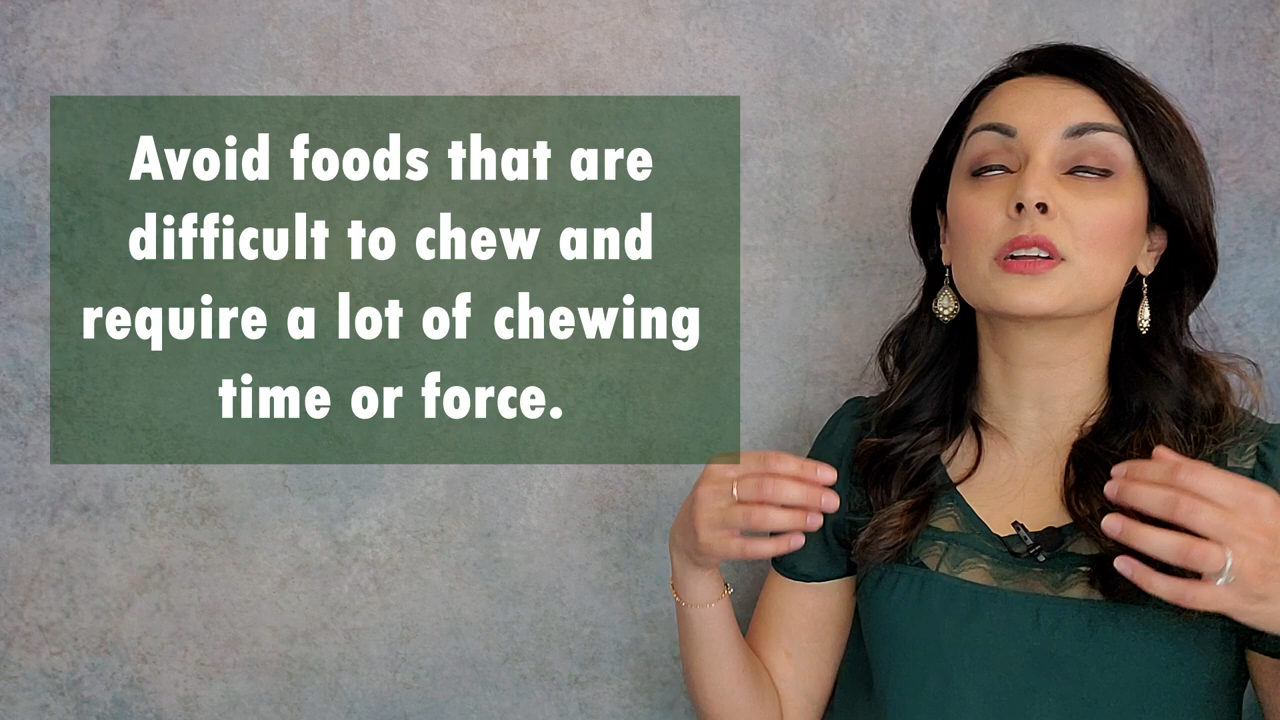 Avoid foods that are
difficult to chew and
require a lot of chewing
time or force.